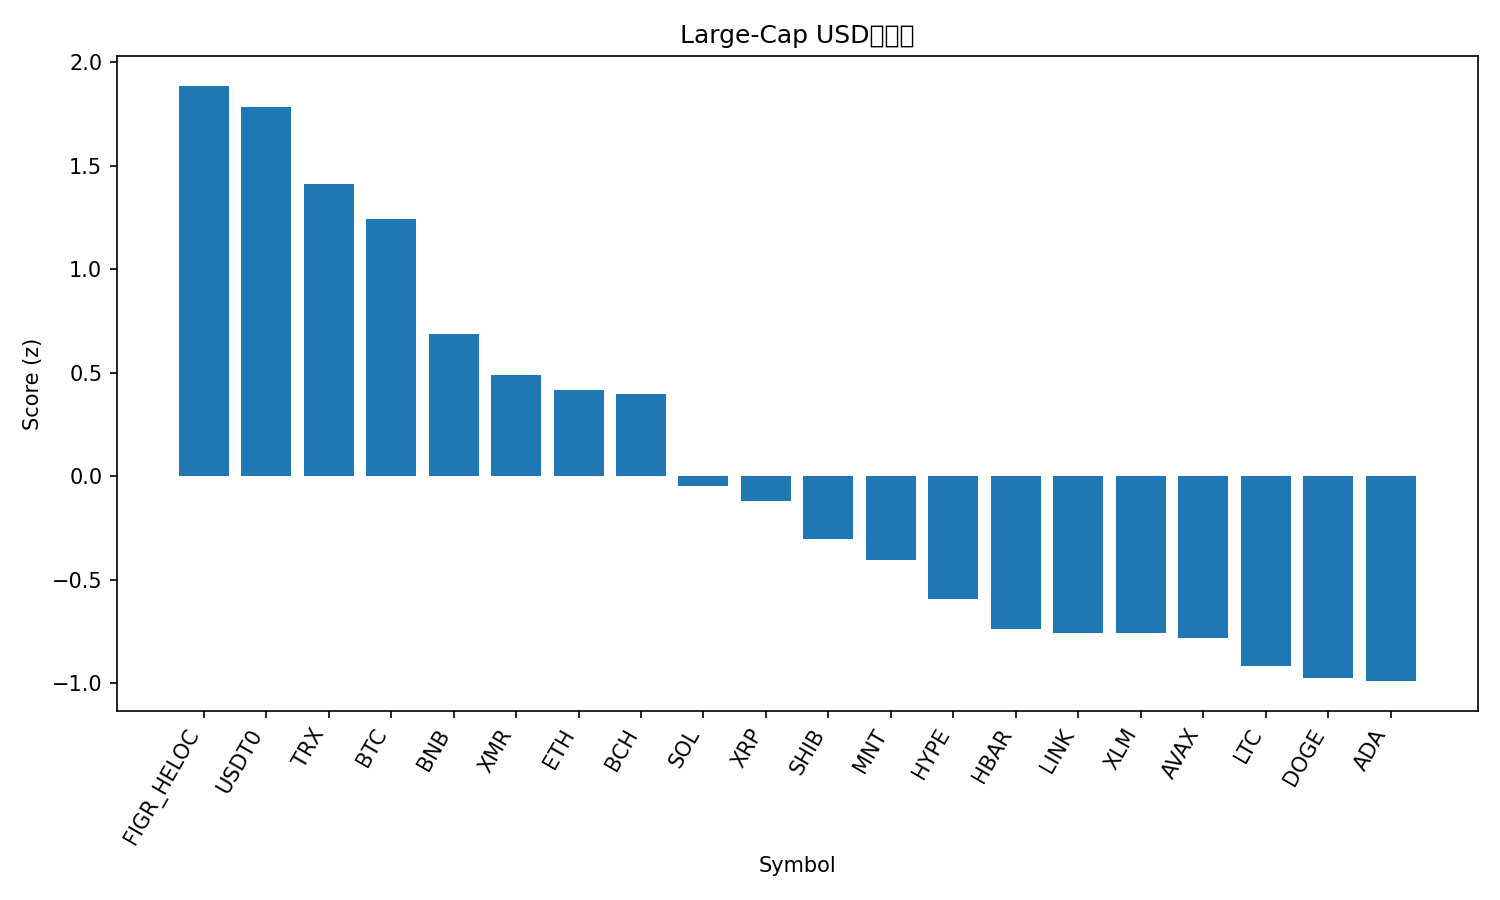 Large-Cap USD
2.0
1.5
1.0
0.5
0.0
−0.5
−1.0
Score (z)
FIGR_HELOC
USDT0
TRX
BTC
BNB
XMR
ETH
BCH
SOL
XRP
SHIB
MNT
HYPE
HBAR
LINK
XLM
AVAX
LTC
DOGE
ADA
Symbol